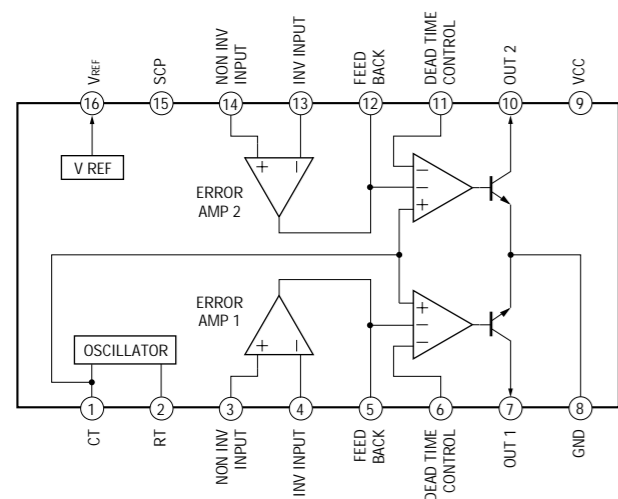 VREF
SCP
NON INV
INPUT
INV INPUT
FEED
BACK
DEAD TIME
CONTROL
OUT 2
VCC
16
15
14
13
12
11
10
9
V REF
+
−
ERROR
AMP 2
−
−
+
ERROR
AMP 1
+
−
−
OSCILLATOR
+
−
1
2
3
4
5
6
7
8
CT
RT
NON INV
INPUT
INV INPUT
FEED
BACK
DEAD TIME
CONTROL
OUT 1
GND